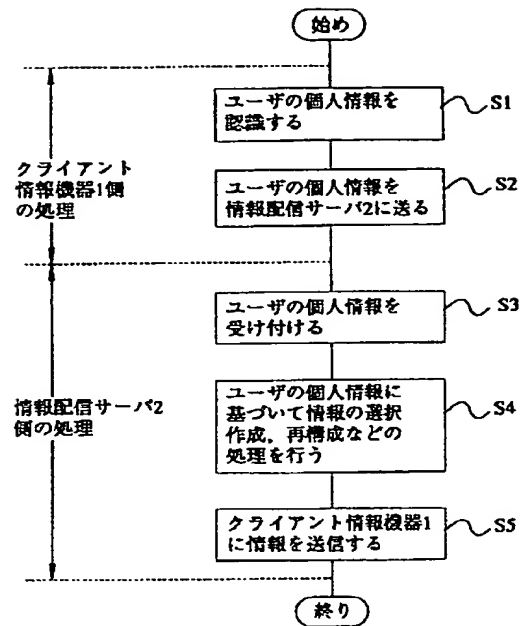 始め
ユーザの個人情報を
認識する
S1
クライアント
情報機器1側
の処理
ユーザの個人情報を
情報配信サーバ2に送る
S2
ユーザの個人情報を
受け付ける
S3
情報配信サーバ2
側の処理
ユーザの個人情報に
基づいて情報の選択
作成，再構成などの
処理を行う
S4
クライアント情報機器1
に情報を送信する
S5
終り